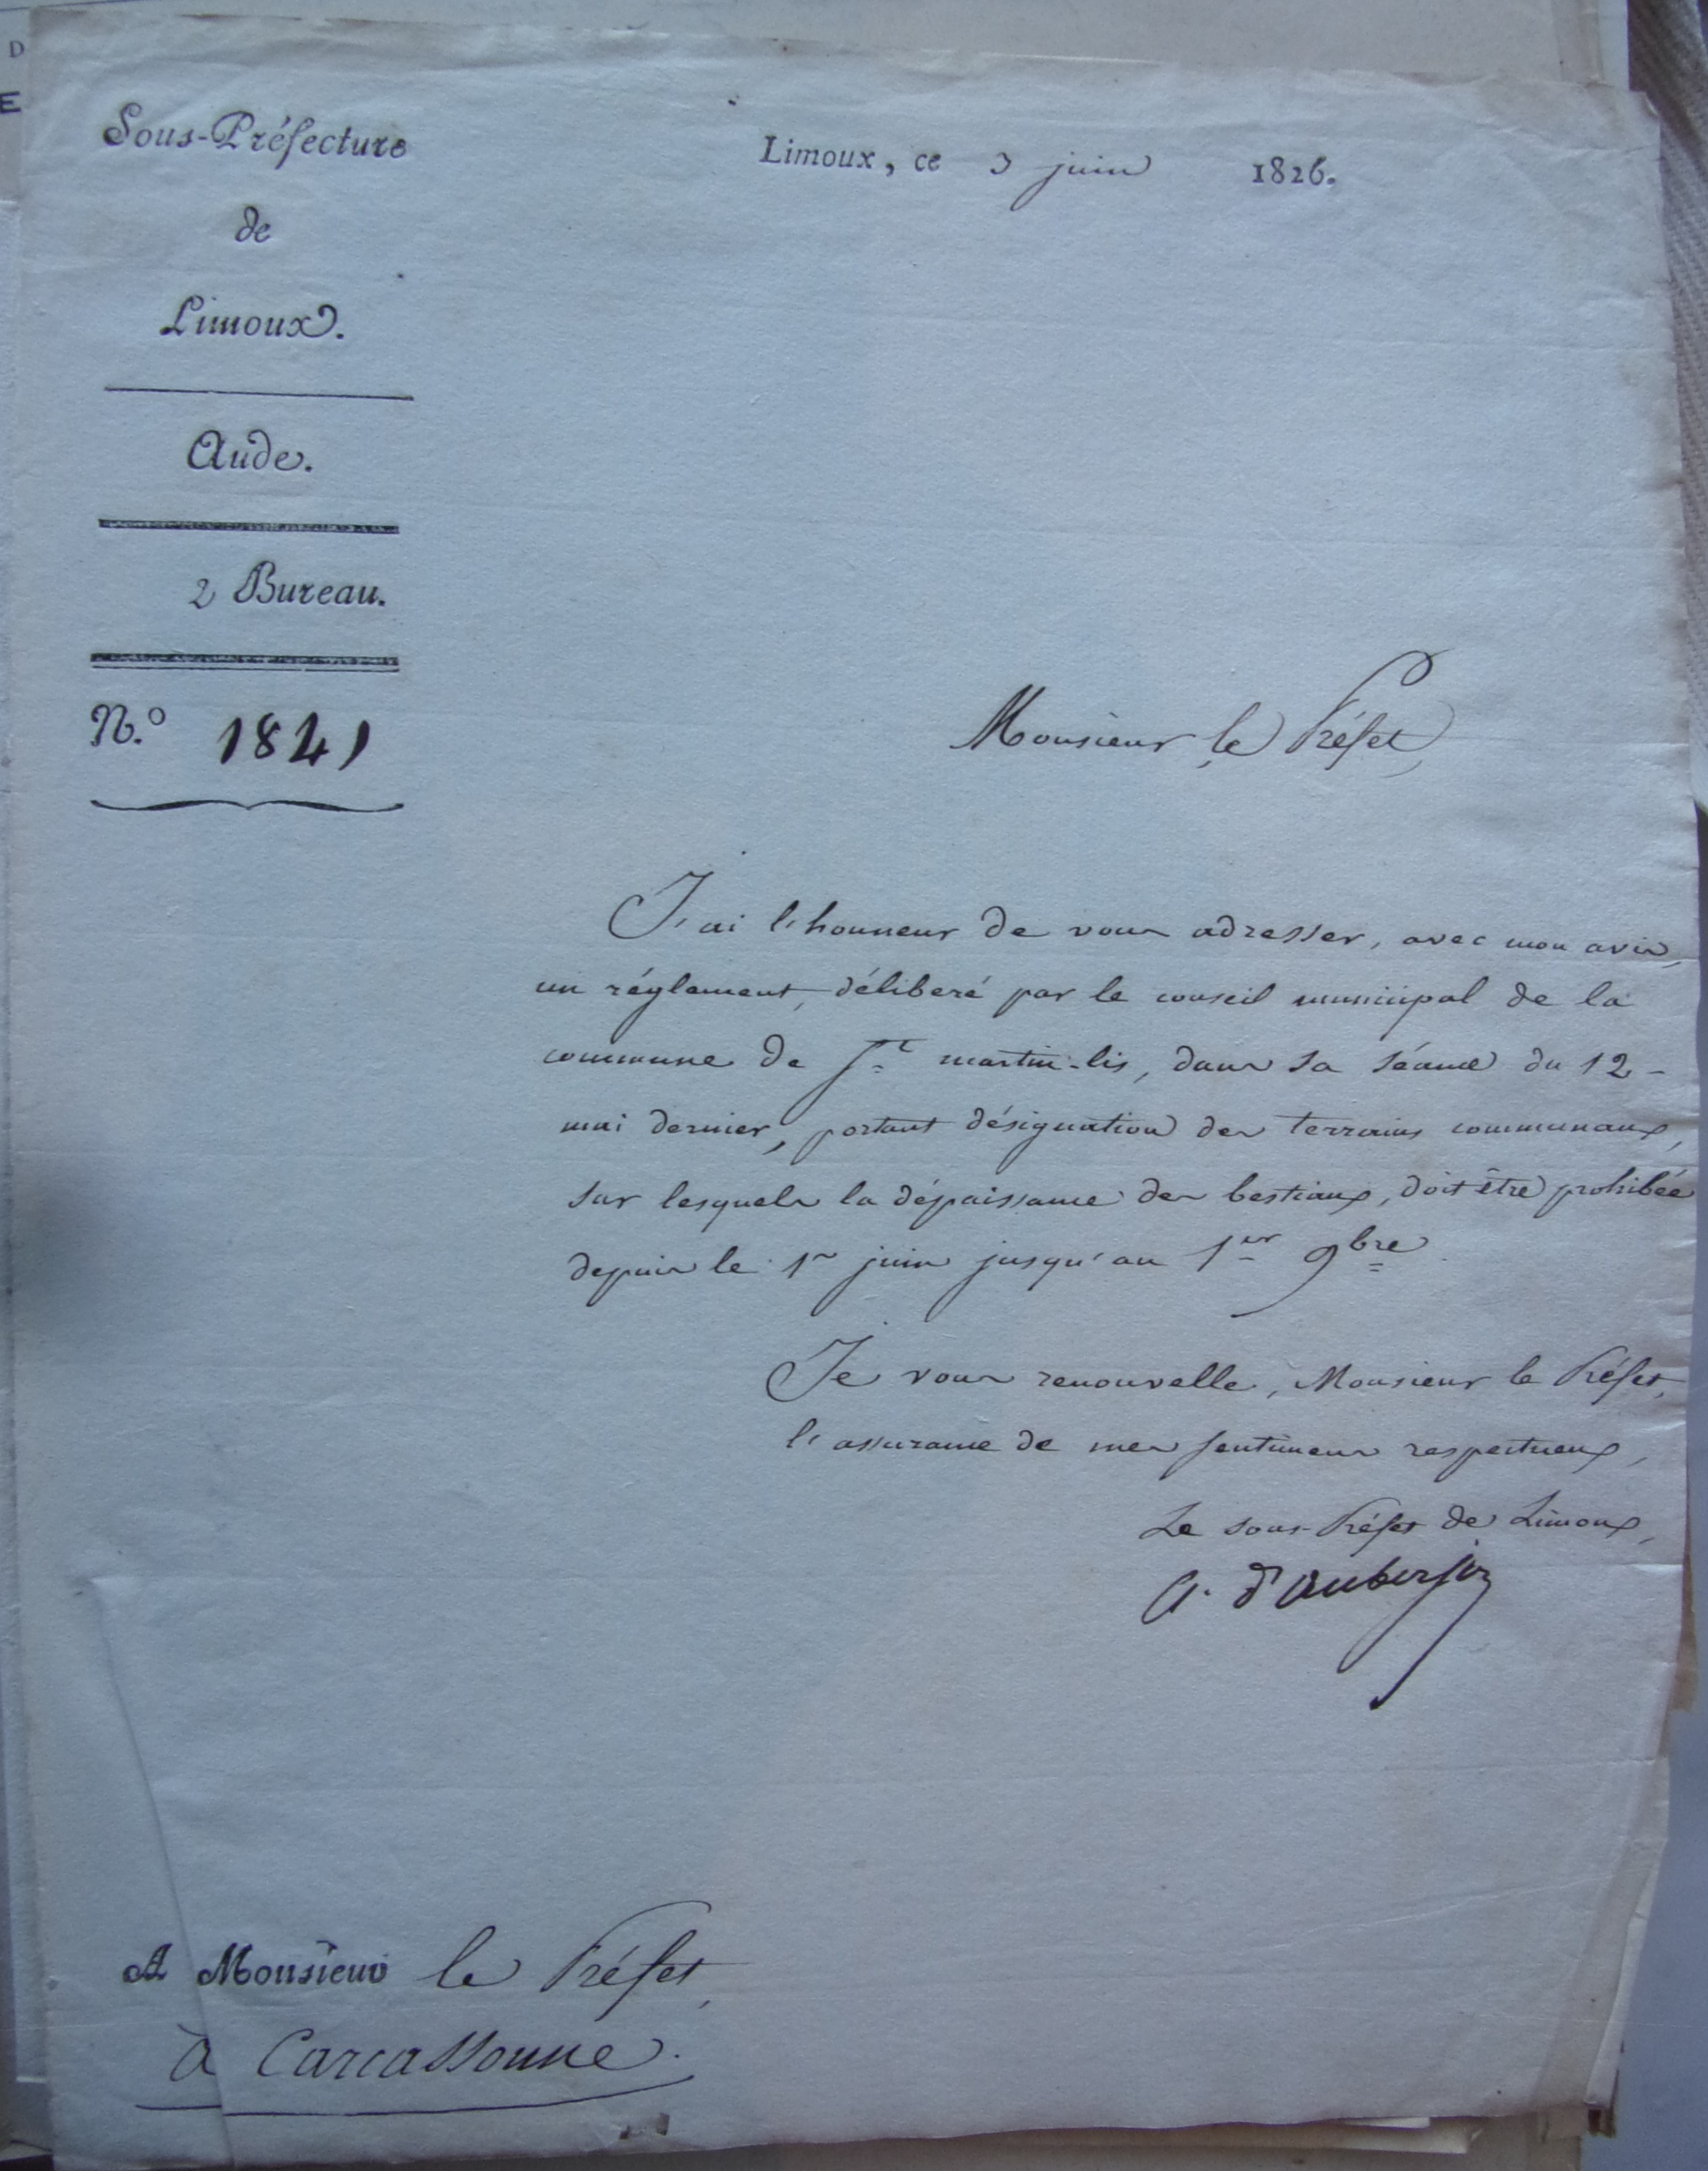 D
E
Sous-Préfecture
de
Limoux.
Aude.
2 Bureau.
N.o 1841
Limoux, ce 3 juin 1826.
Monsieur le Préfet,
J'ai l'honneur de vous adresser, avec mon avis,
un réglement, délibéré par le conseil municipal de la
commune de St martin-lis, dans sa séance du 12
mai dernier, portant désignation des terrains communaux,
sur lesquels la dépaissance des bestiaux, doit être prohibée
depuis le 1er juin jusqu'au 1er 9bre
Je vous renouvelle, Monsieur le Préfet,
l'assurance de mes sentimens respectueux,
Le sous-Préfet de Limoux,
A. d'Auberjon
A Monsieur le Préfet,
à Carcassonne.